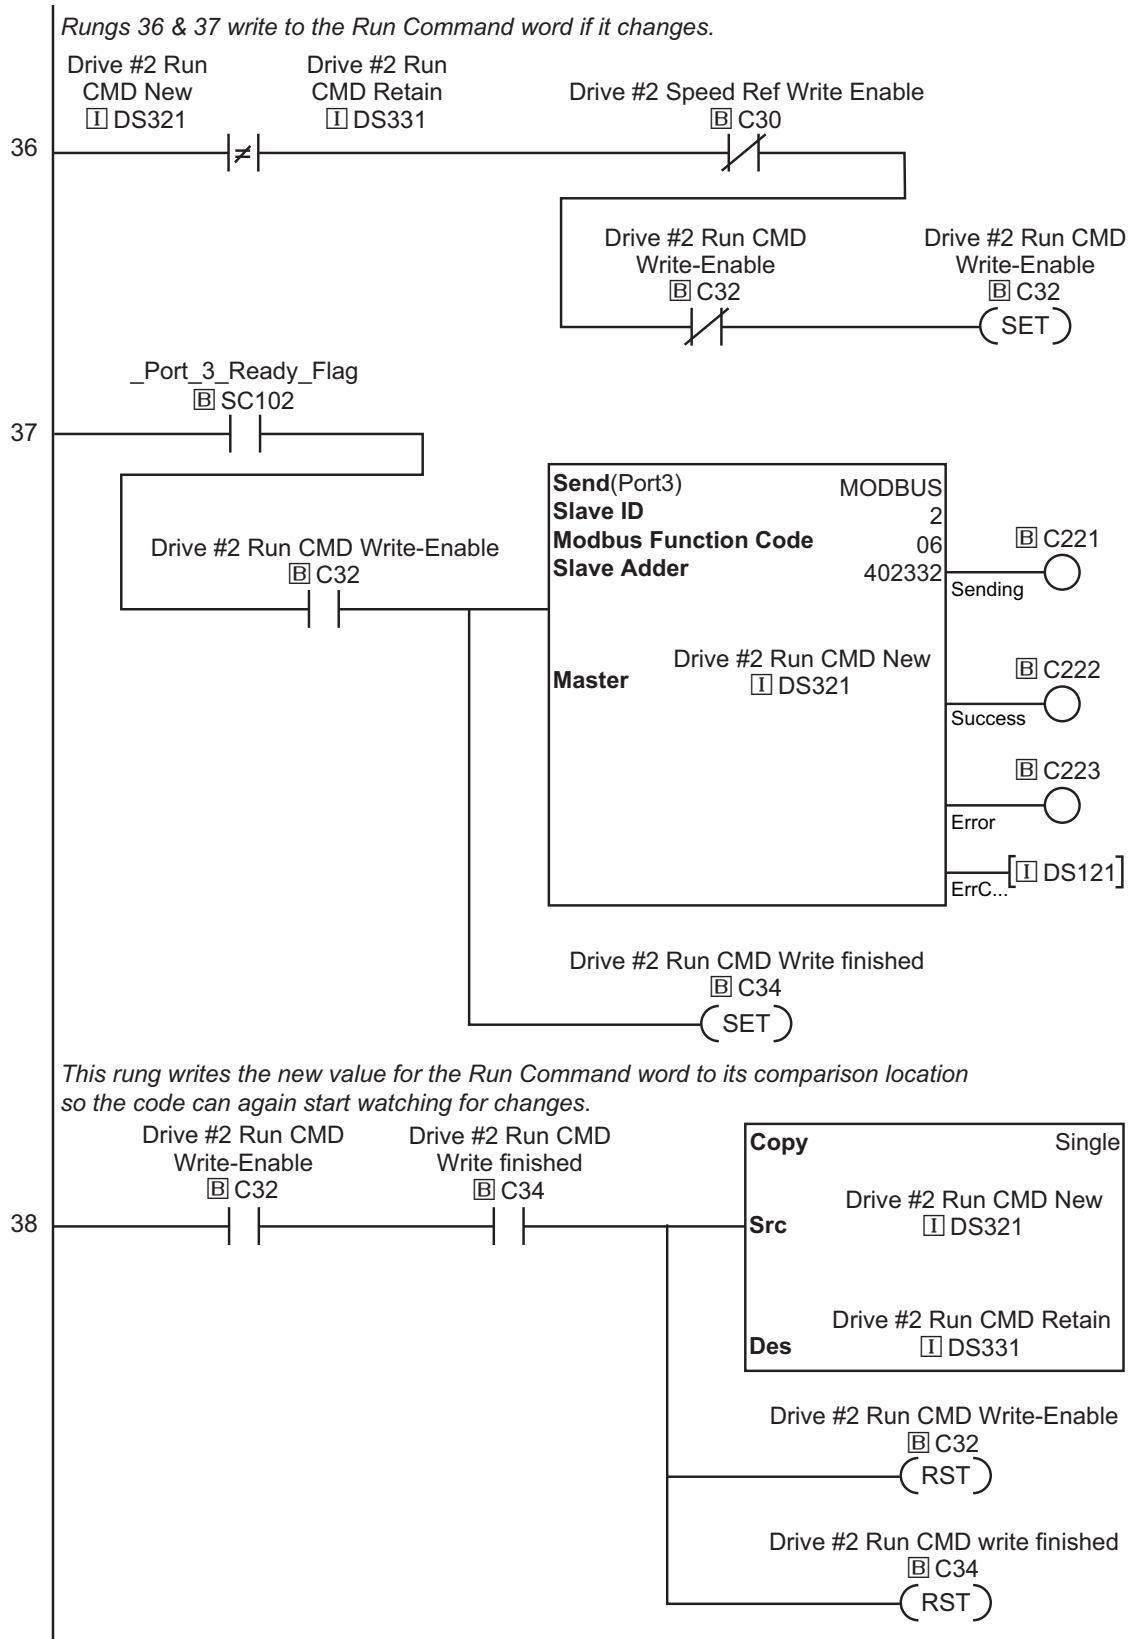 Rungs 36 & 37 write to the Run Command word if it changes.
Drive #2 Run
CMD New
I DS321
Drive #2 Run
CMD Retain
I DS331
Drive #2 Speed Ref Write Enable
B C30
36
≠
Drive #2 Run CMD
Write-Enable
B C32
Drive #2 Run CMD
Write-Enable
B C32
SET
_Port_3_Ready_Flag
B SC102
37
Drive #2 Run CMD Write-Enable
B C32
Send(Port3) MODBUS
Slave ID 2
Modbus Function Code 06
Slave Adder 402332
Master
Drive #2 Run CMD New
I DS321
B C221
Sending
B C222
Success
B C223
Error
I DS121
ErrC...
Drive #2 Run CMD Write finished
B C34
SET
This rung writes the new value for the Run Command word to its comparison location
so the code can again start watching for changes.
Drive #2 Run CMD
Write-Enable
B C32
Drive #2 Run CMD
Write finished
B C34
38
Copy Single
Src
Drive #2 Run CMD New
I DS321
Des
Drive #2 Run CMD Retain
I DS331
Drive #2 Run CMD Write-Enable
B C32
RST
Drive #2 Run CMD write finished
B C34
RST